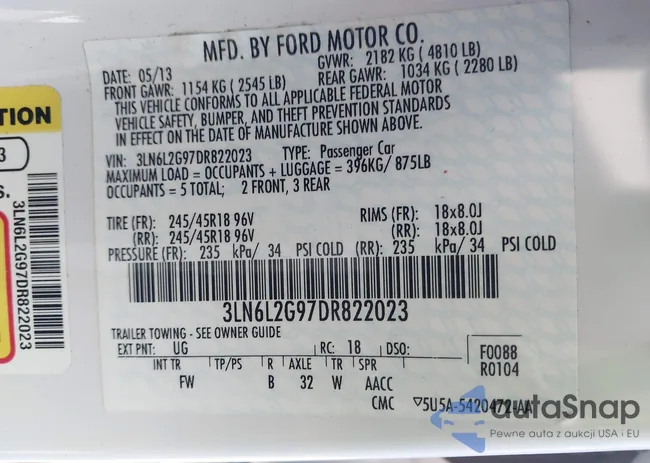 MFD. BY FORD MOTOR CO.
DATE: 05/13 GVWR: 2182 KG ( 4810 LB)
FRONT GAWR: 1154 KG ( 2545 LB) REAR GAWR: 1034 KG ( 2280 LB)
THIS VEHICLE CONFORMS TO ALL APPLICABLE FEDERAL MOTOR
VEHICLE SAFETY, BUMPER, AND THEFT PREVENTION STANDARDS
IN EFFECT ON THE DATE OF MANUFACTURE SHOWN ABOVE.
VIN: 3LN6L2G97DR822023 TYPE: Passenger Car
MAXIMUM LOAD = OCCUPANTS + LUGGAGE = 396KG/ 875LB
OCCUPANTS = 5 TOTAL; 2 FRONT, 3 REAR
TIRE (FR): 245/45R18 96V RIMS (FR): 18x8.0J
(RR): 245/45R18 96V (RR): 18x8.0J
PRESSURE (FR): 235 kPa/ 34 PSI COLD (RR): 235 kPa/ 34 PSI COLD
3LN6L2G97DR822023
TRAILER TOWING - SEE OWNER GUIDE
EXT PNT: UG RC: 18 DSO:
INT TR TP/PS R AXLE TR SPR
FW B 32 W AACC
F0088
R0104
CMC ▽5U5A-5420472-AA
TION
3
S.
3LN6L2G97DR822023
autoSnap
Pewne auta z aukcji USA i EU